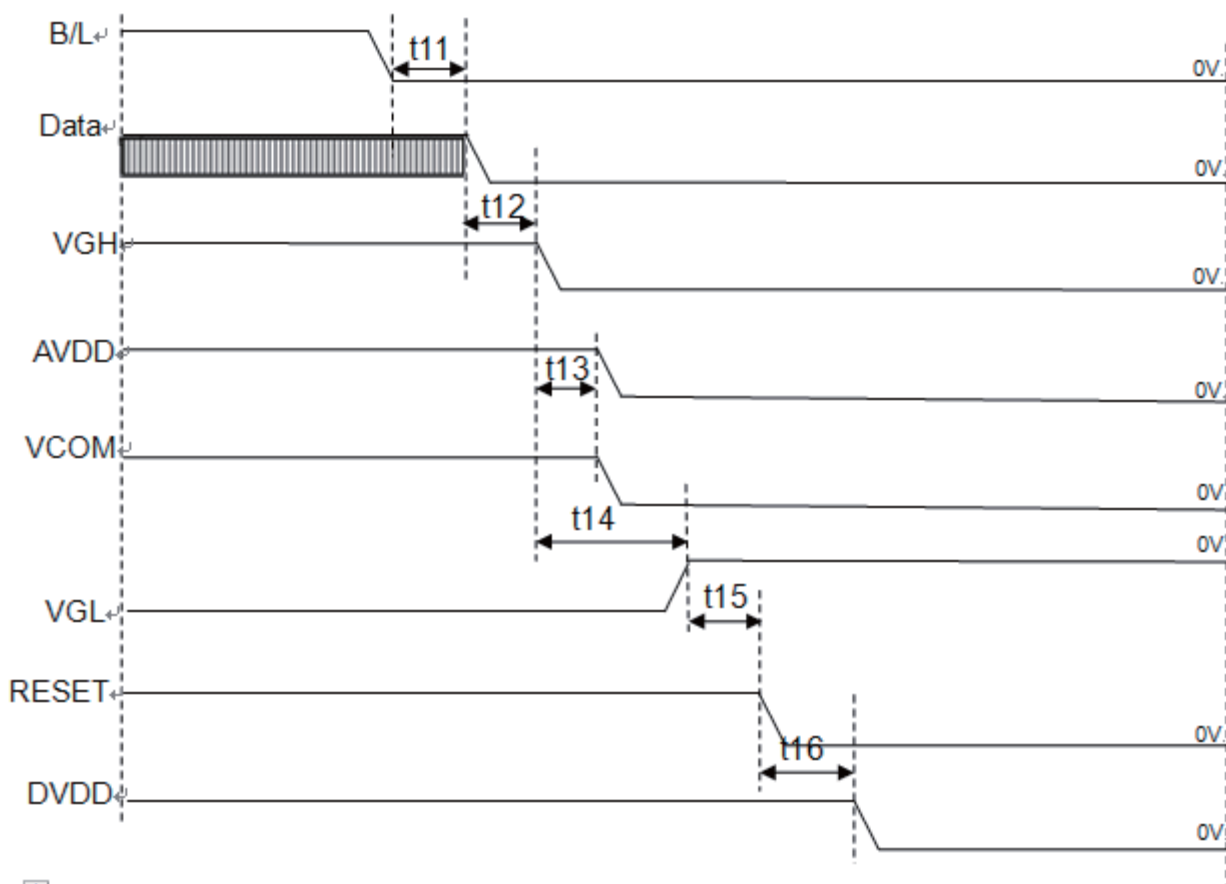 B/L↵
t11
0V.
Data↵
0V.
t12
VGH↵
0V.
AVDD↵
t13
0V.
VCOM↵
0V
t14
0V
VGL↵
t15
RESET↵
0V.
t16
DVDD↵
0V